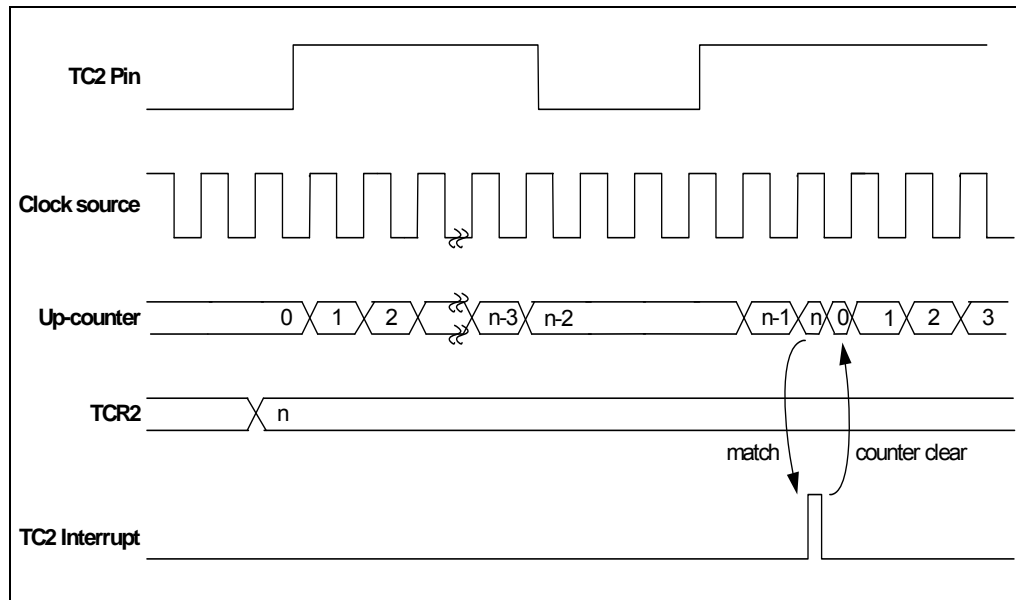 TC2 Pin
Clock source
Up-counter 0 1 2 n-3 n-2 n-1 n 0 1 2 3
TCR2 n
match counter clear
TC2 Interrupt